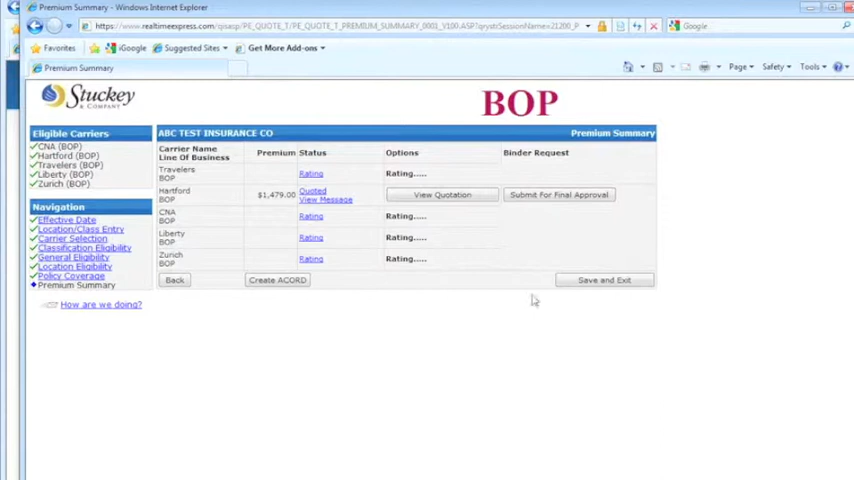 Premium Summary - Windows Internet Explorer
https://www.realtimeexpress.com/qisasp/PE_QUOTE_T/PE_QUOTE_T_PREMIUM_SUMMARY_0001_V100.ASP?qrystrSessionName=21200_P
Google
Favorites iGoogle Suggested Sites Get More Add-ons
Premium Summary
Page Safety Tools
Stuckey
& COMPANY
BOP
Eligible Carriers
CNA (BOP)
Hartford (BOP)
Travelers (BOP)
Liberty (BOP)
Zurich (BOP)
Navigation
Effective Date
Location/Class Entry
Carrier Selection
Classification Eligibility
General Eligibility
Location Eligibility
Policy Coverage
Premium Summary
How are we doing?
ABC TEST INSURANCE CO Premium Summary
Carrier Name Premium Status Options Binder Request
Line Of Business
Travelers Rating Rating.....
BOP
Hartford $1,479.00 Quoted View Quotation Submit For Final Approval
BOP View Message
CNA Rating Rating.....
BOP
Liberty Rating Rating.....
BOP
Zurich Rating Rating.....
BOP
Back Create ACORD Save and Exit